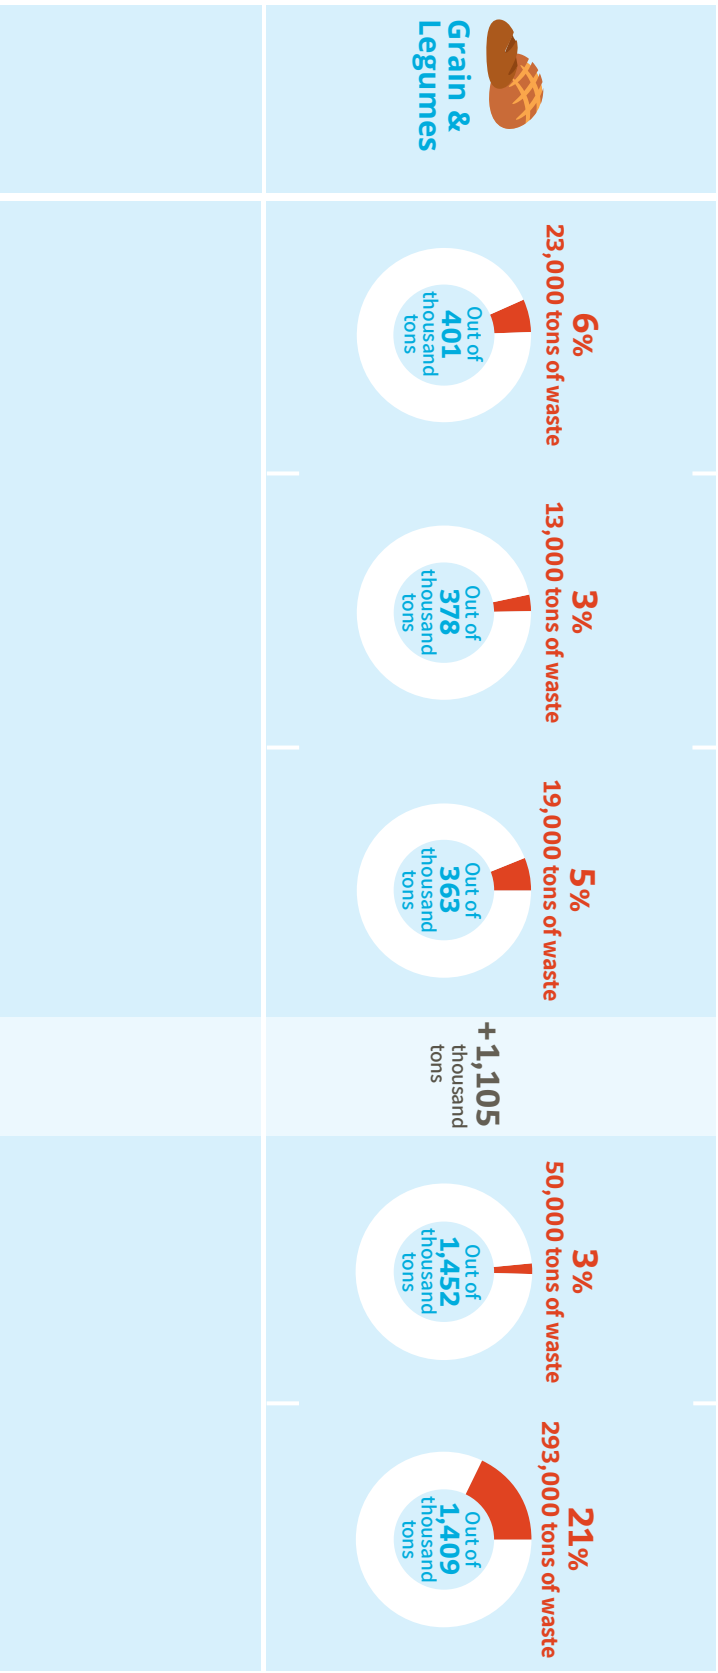 Grain &
Legumes
6%
23,000 tons of waste
Out of
401
thousand
tons
3%
13,000 tons of waste
Out of
378
thousand
tons
5%
19,000 tons of waste
Out of
363
thousand
tons
+1,105
thousand
tons
3%
50,000 tons of waste
Out of
1,452
thousand
tons
21%
293,000 tons of waste
Out of
1,409
thousand
tons